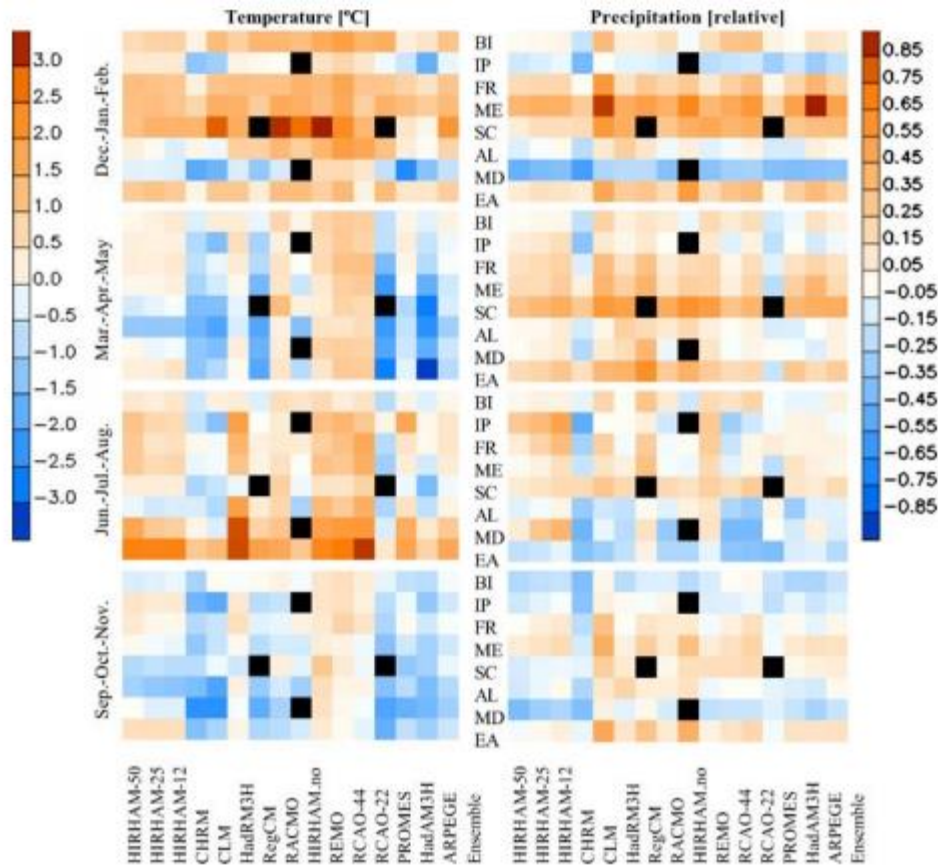 Temperature [ºC] Precipitation [relative]
3.0
2.5
2.0
1.5
1.0
0.5
0.0
−0.5
−1.0
−1.5
−2.0
−2.5
−3.0
Dec.-Jan.-Feb.
Mar.-Apr.-May
Jun.-Jul.-Aug.
Sep.-Oct.-Nov.
BI
IP
FR
ME
SC
AL
MD
EA
BI
IP
FR
ME
SC
AL
MD
EA
BI
IP
FR
ME
SC
AL
MD
EA
BI
IP
FR
ME
SC
AL
MD
EA
0.85
0.75
0.65
0.55
0.45
0.35
0.25
0.15
0.05
−0.05
−0.15
−0.25
−0.35
−0.45
−0.55
−0.65
−0.75
−0.85
HIRHAM-50
HIRHAM-25
HIRHAM-12
CHRM
CLM
HadRM3H
RegCM
RACMO
HIRHAM.no
REMO
RCAO-44
RCAO-22
PROMES
HadAM3H
ARPEGE
Ensemble
HIRHAM-50
HIRHAM-25
HIRHAM-12
CHRM
CLM
HadRM3H
RegCM
RACMO
HIRHAM.no
REMO
RCAO-44
RCAO-22
PROMES
HadAM3H
ARPEGE
Ensemble